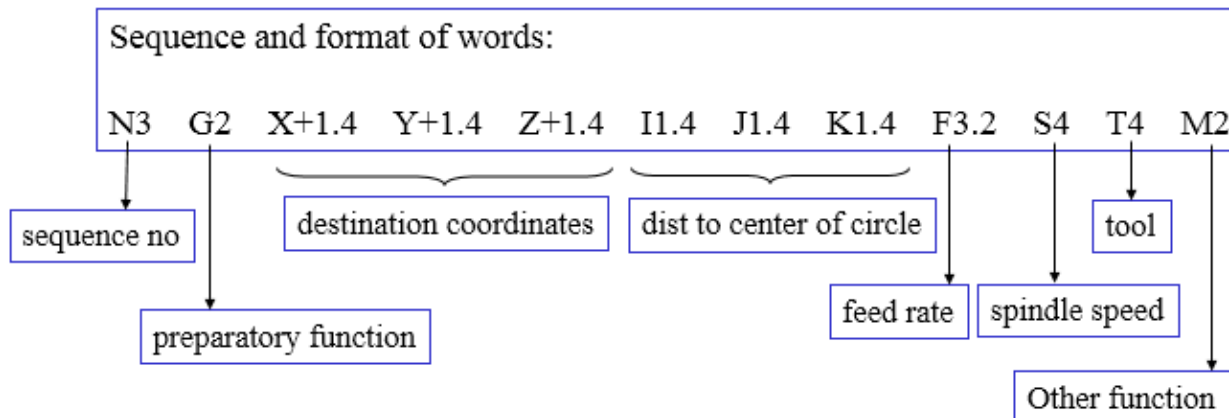 Sequence and format of words:
N3 G2 X+1.4 Y+1.4 Z+1.4 I1.4 J1.4 K1.4 F3.2 S4 T4 M2
sequence no
destination coordinates
dist to center of circle
tool
preparatory function
feed rate
spindle speed
Other function